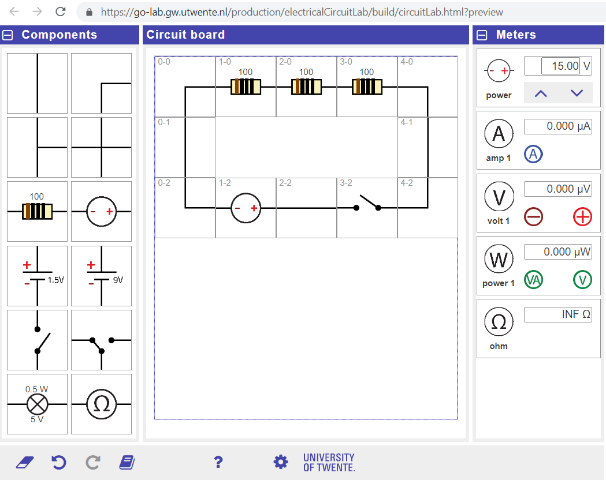 https://go-lab.gw.utwente.nl/production/electricalCircuitLab/build/circuitLab.html?preview
Components
Circuit board
Meters
0-0 1-0 2-0 3-0 4-0
100 100 100
0-1 4-1
0-2 1-2 2-2 3-2 4-2
- +
100
- +
+ - 1.5V
+ - 9V
0.5 W
6 V
Ω
- +
power
15.00 V
A
amp 1
0.000 µA
A
V
volt 1
0.000 µV
W
power 1
0.000 µW
VA V
Ω
ohm
INF Ω
?
UNIVERSITY
OF TWENTE.